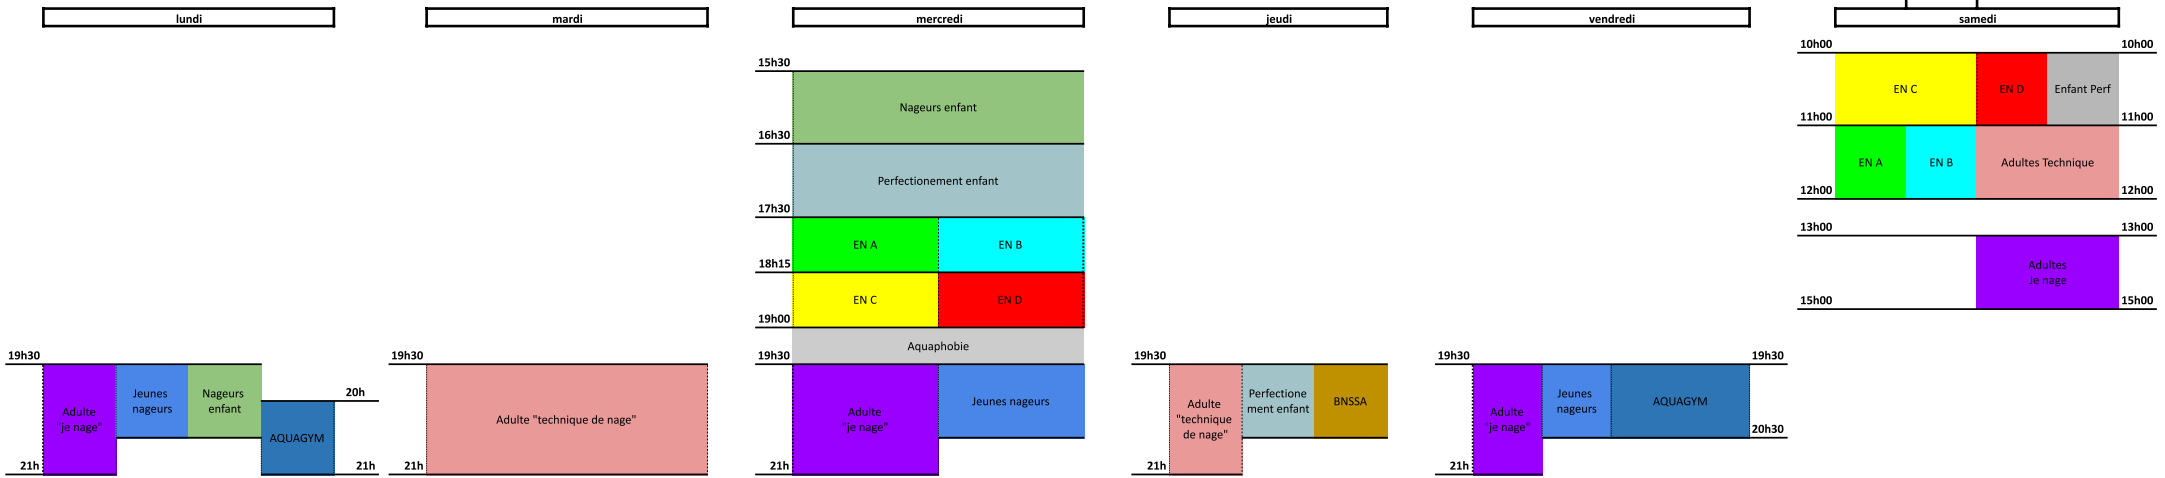 lundi
19h30
Adulte
"je nage"
Jeunes
nageurs
Nageurs
enfant
20h
AQUAGYM
21h
21h
mardi
19h30
Adulte "technique de nage"
21h
mercredi
15h30
Nageurs enfant
16h30
Perfectionement enfant
17h30
EN A
EN B
18h15
EN C
EN D
19h00
Aquaphobie
19h30
Adulte
"je nage"
Jeunes nageurs
21h
jeudi
19h30
Adulte
"technique
de nage"
Perfectione
ment enfant
BNSSA
21h
vendredi
19h30
19h30
Adulte
"je nage"
Jeunes
nageurs
AQUAGYM
20h30
21h
samedi
10h00
10h00
EN C
EN D
Enfant Perf
11h00
11h00
EN A
EN B
Adultes Technique
12h00
12h00
13h00
13h00
Adultes
Je nage
15h00
15h00